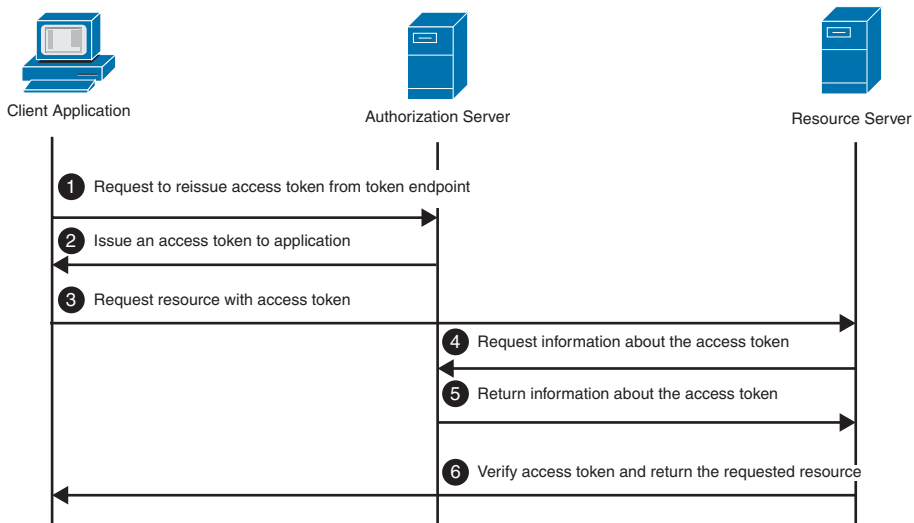 Client Application
Authorization Server
Resource Server
1 Request to reissue access token from token endpoint
2 Issue an access token to application
3 Request resource with access token
4 Request information about the access token
5 Return information about the access token
6 Verify access token and return the requested resource